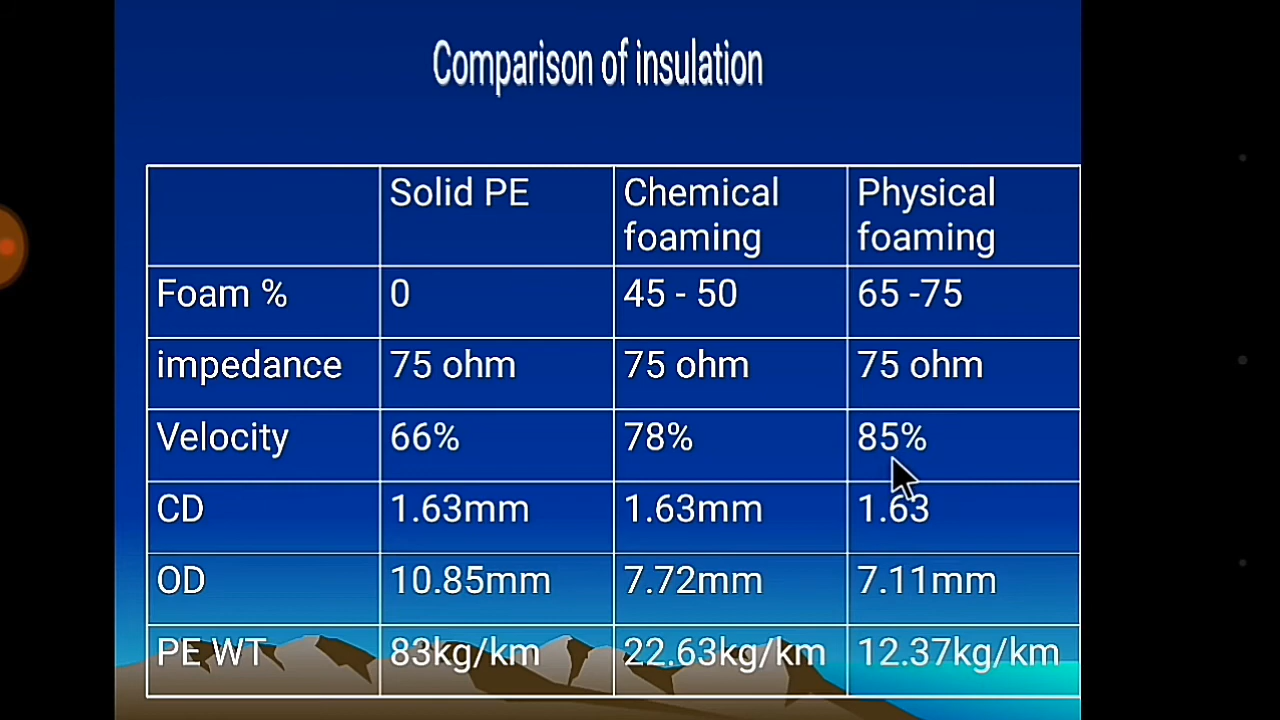 Comparison of insulation
Solid PE
Chemical foaming
Physical foaming
Foam % 0 45 - 50 65 -75
impedance 75 ohm 75 ohm 75 ohm
Velocity 66% 78% 85%
CD 1.63mm 1.63mm 1.63
OD 10.85mm 7.72mm 7.11mm
PE WT 83kg/km 22.63kg/km 12.37kg/km